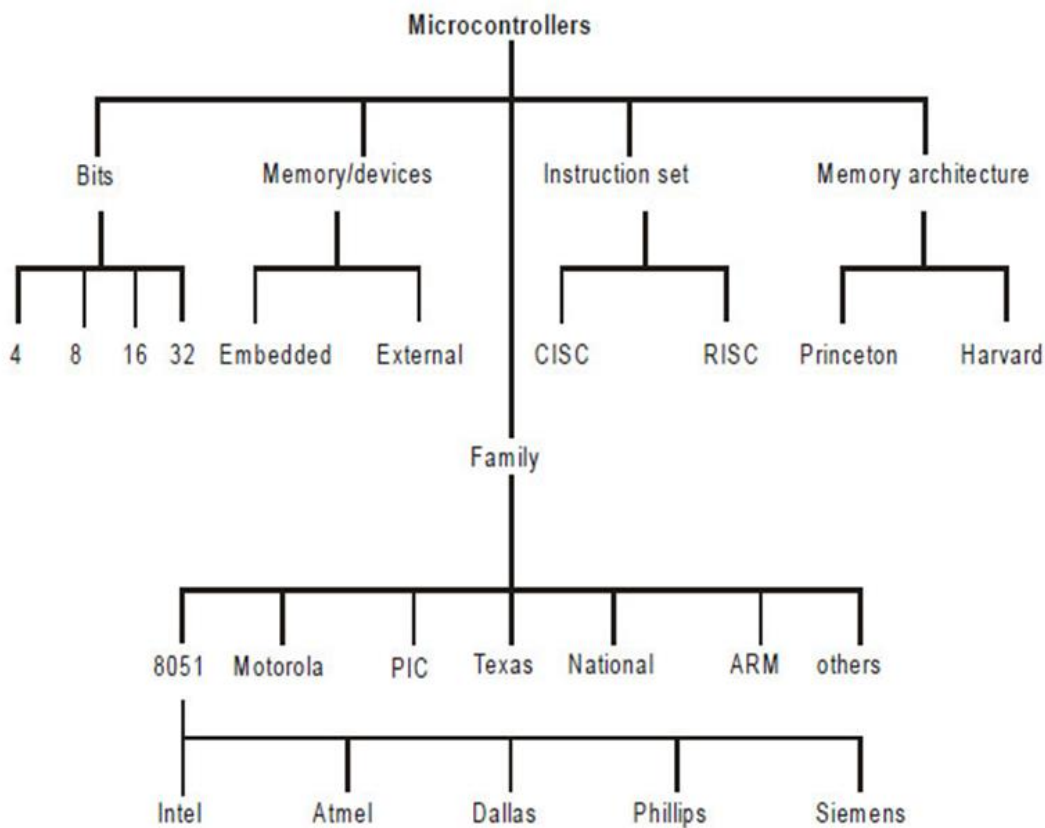 Microcontrollers
Bits Memory/devices Instruction set Memory architecture
4 8 16 32 Embedded External CISC RISC Princeton Harvard
Family
8051 Motorola PIC Texas National ARM others
Intel Atmel Dallas Phillips Siemens